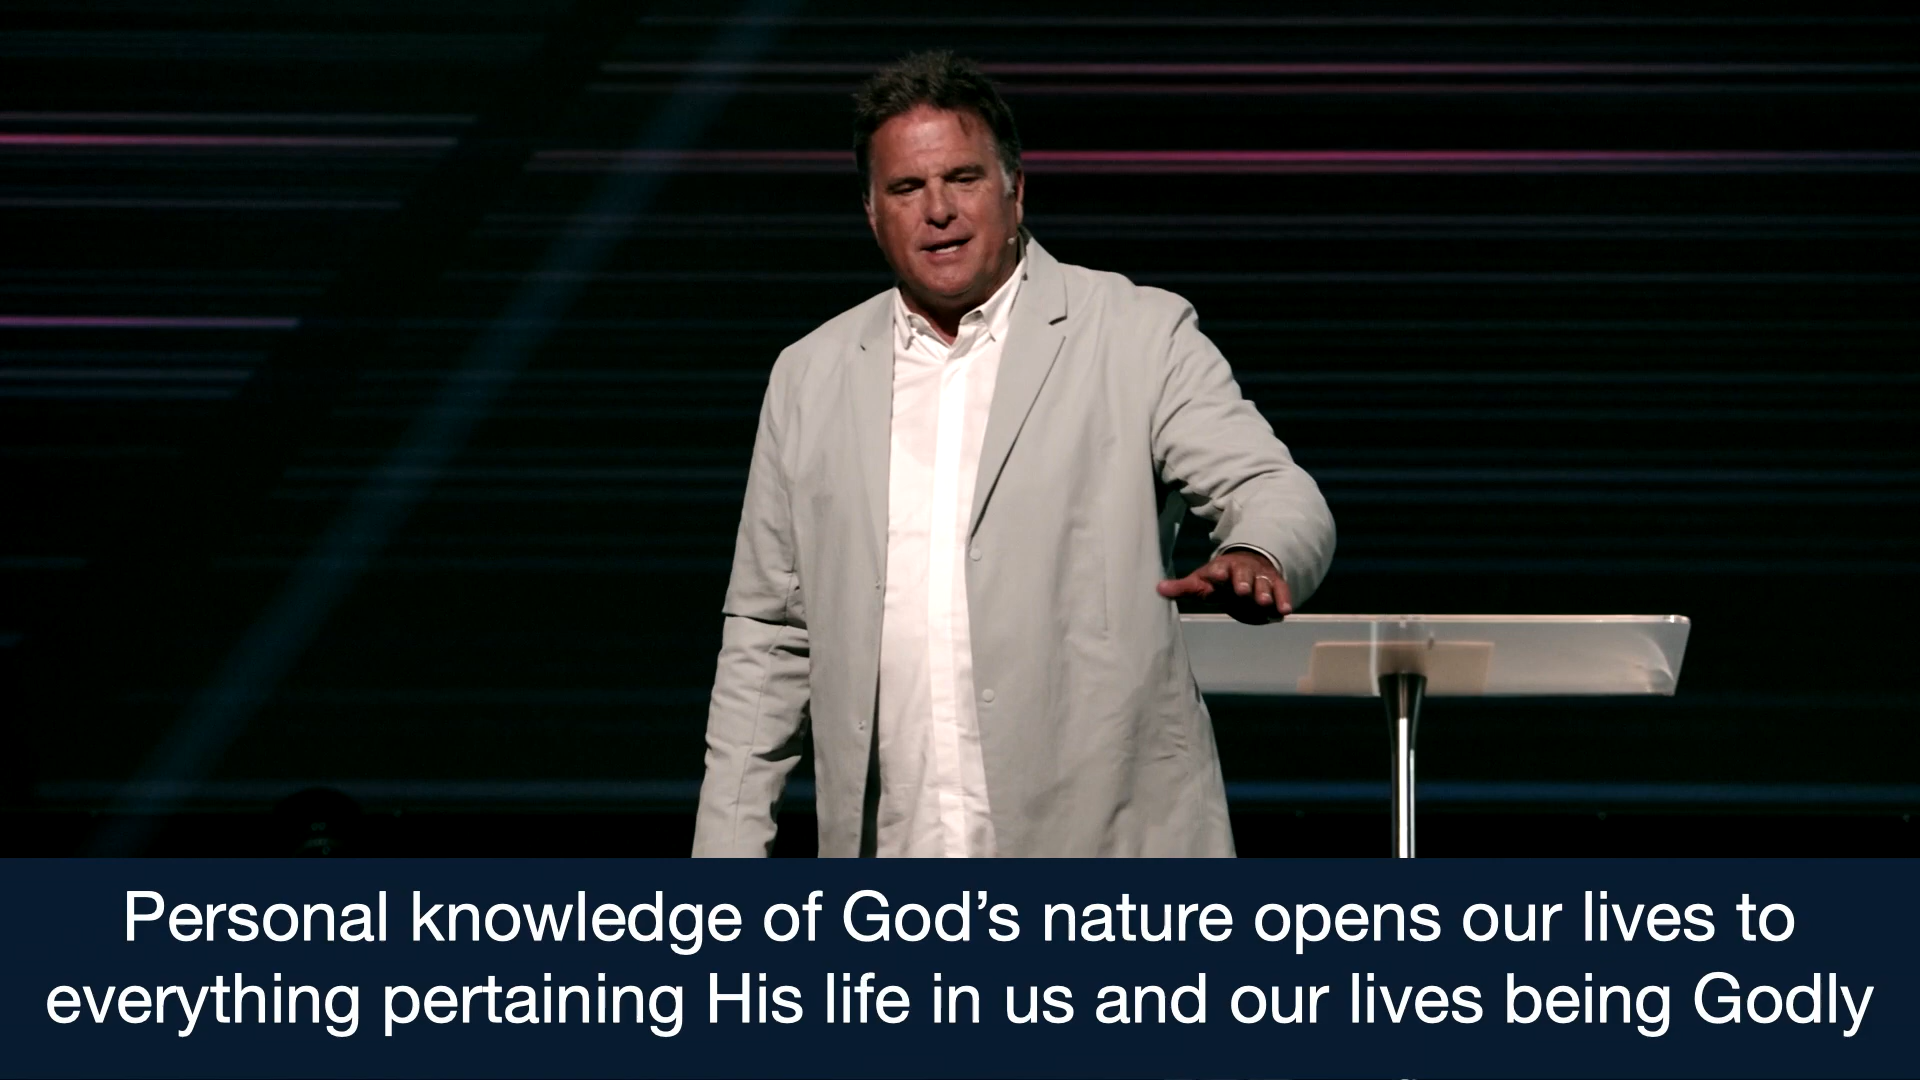 Personal knowledge of God’s nature opens our lives to
everything pertaining His life in us and our lives being Godly